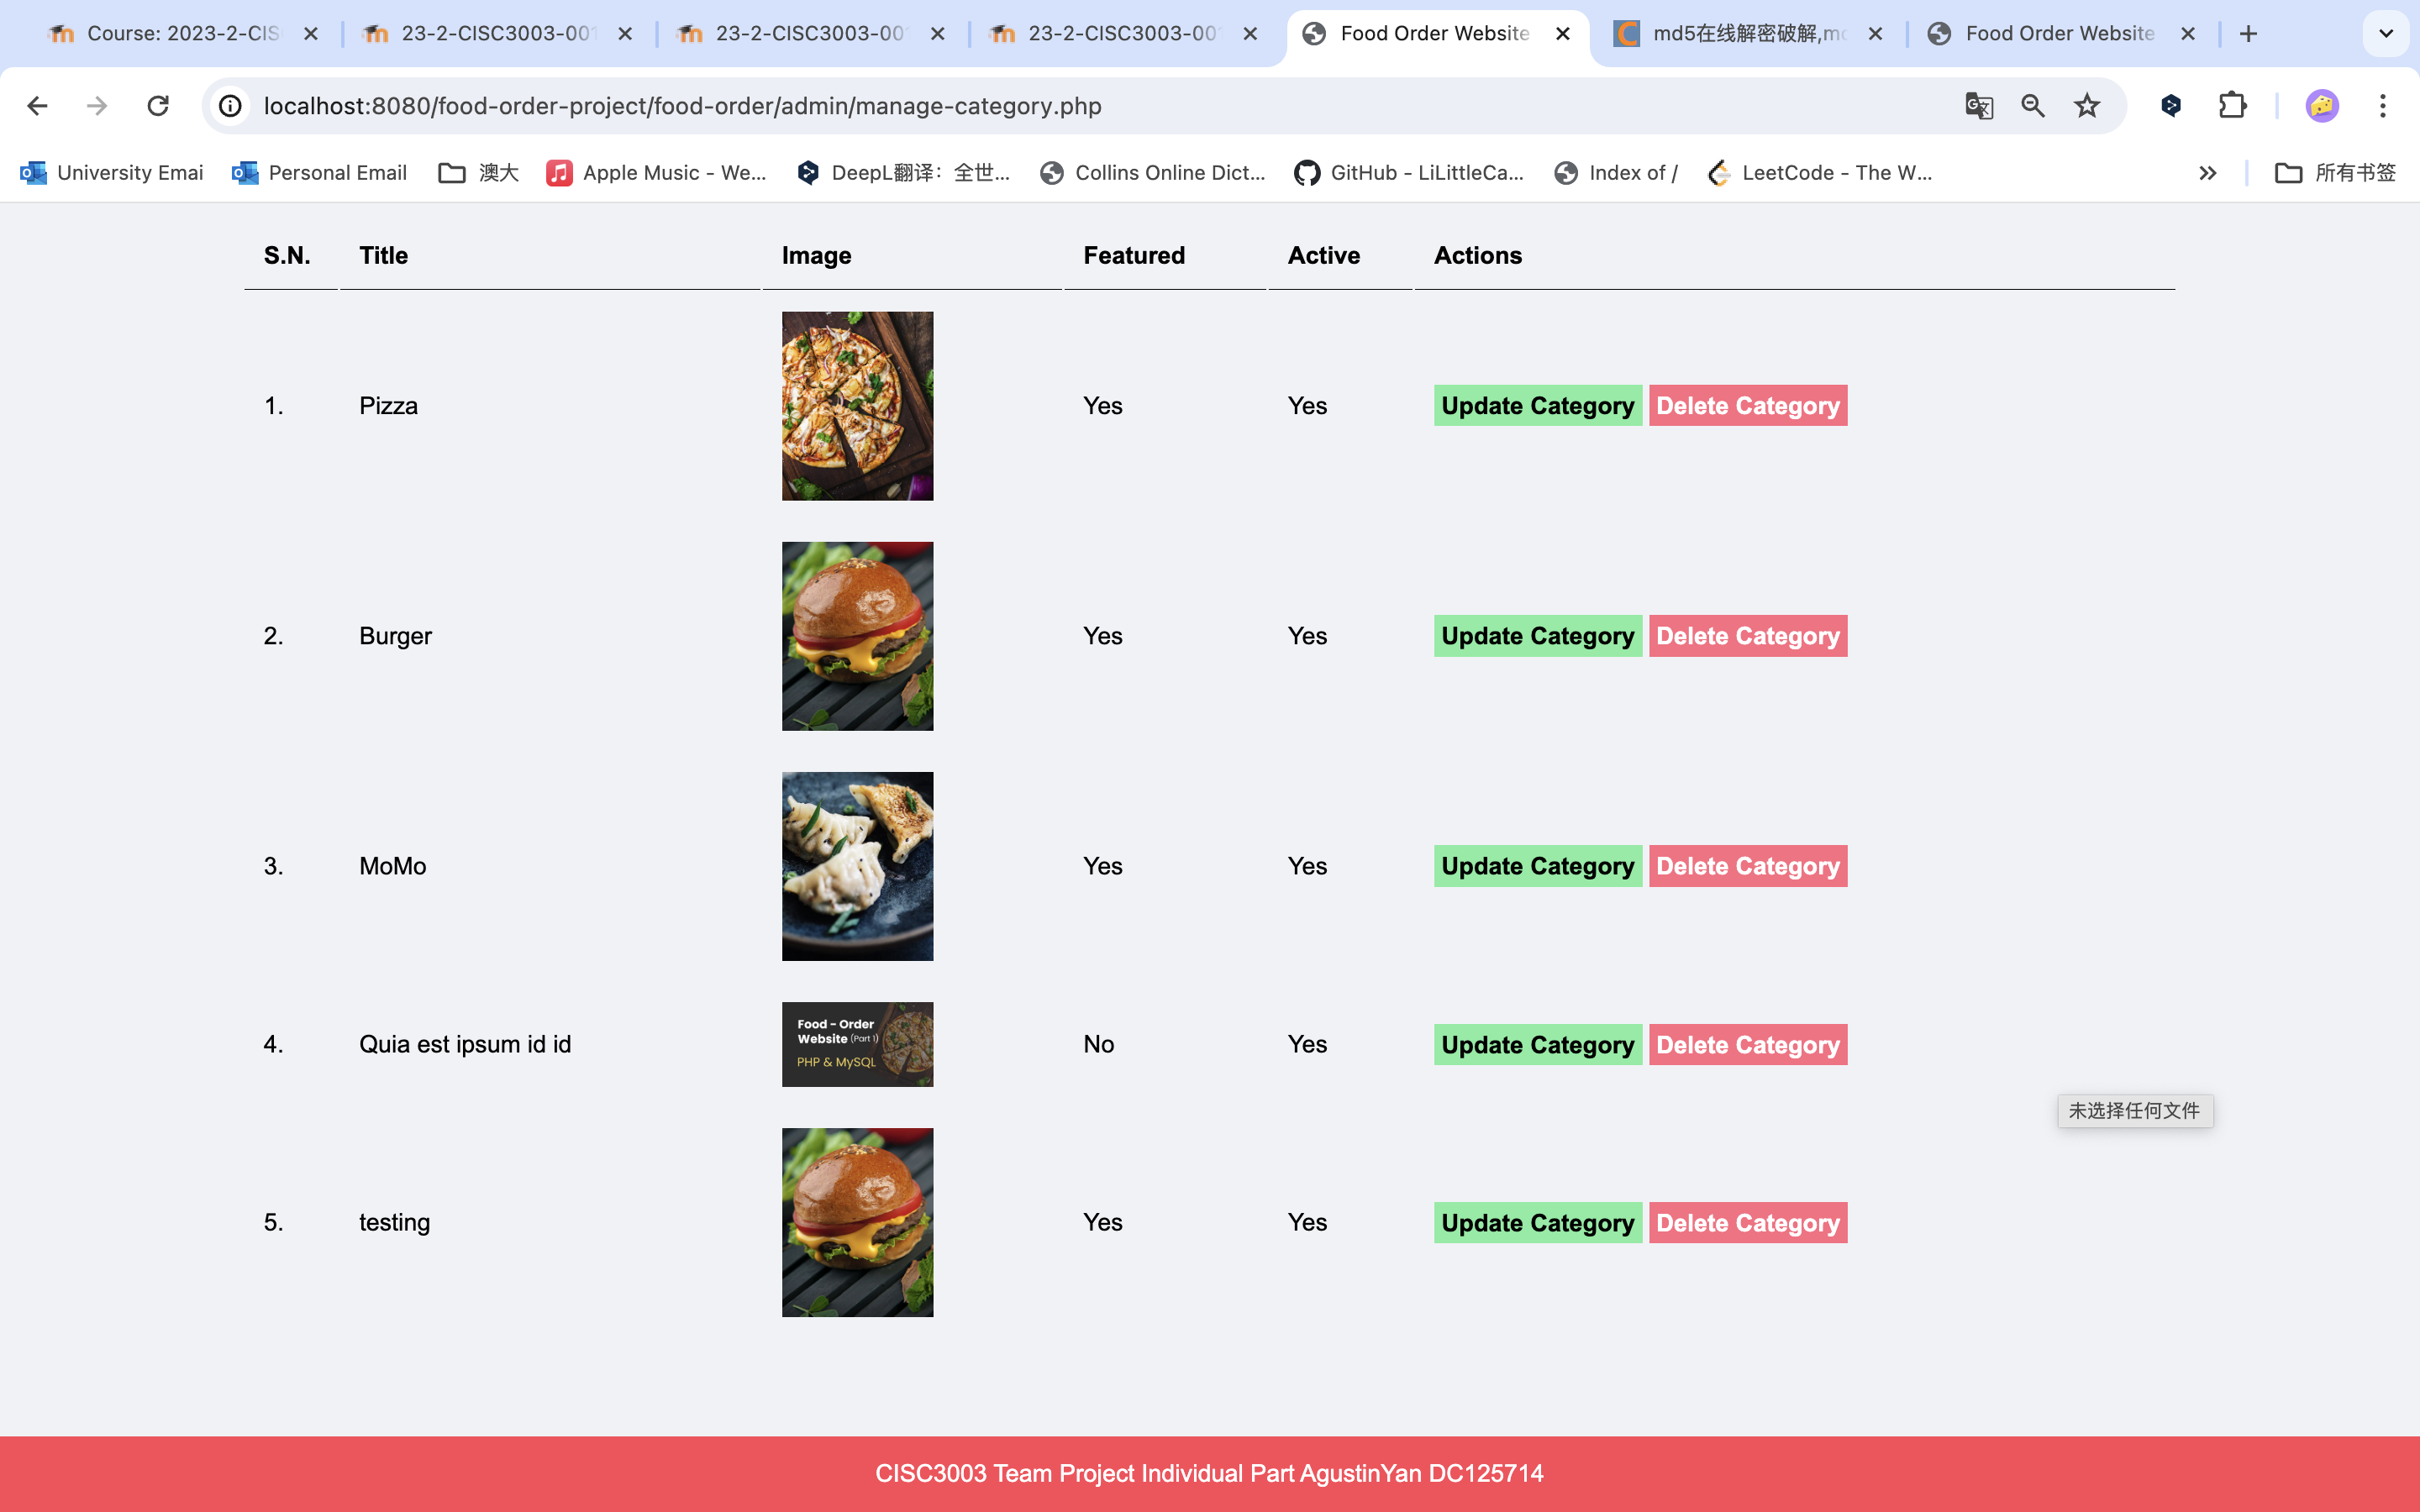 Course: 2023-2-CIS
23-2-CISC3003-001
23-2-CISC3003-00
23-2-CISC3003-00
Food Order Website
md5在线解密破解,md
Food Order Website
localhost:8080/food-order-project/food-order/admin/manage-category.php
University Emai
Personal Email
澳大
Apple Music - We...
DeepL翻译：全世...
Collins Online Dict...
GitHub - LiLittleCa...
Index of /
LeetCode - The W...
所有书签
S.N. Title Image Featured Active Actions
1. Pizza Yes Yes Update Category Delete Category
2. Burger Yes Yes Update Category Delete Category
3. MoMo Yes Yes Update Category Delete Category
Food - Order
Website (Part 1)
PHP & MySQL
4. Quia est ipsum id id No Yes Update Category Delete Category
未选择任何文件
5. testing Yes Yes Update Category Delete Category
CISC3003 Team Project Individual Part AgustinYan DC125714